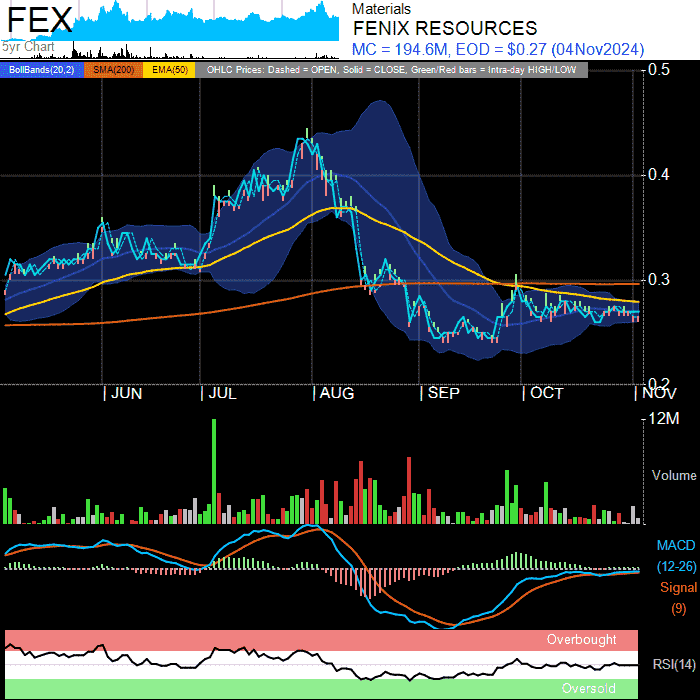 FEX
5yr Chart
Materials
FENIX RESOURCES
MC = 194.6M, EOD = $0.27 (04Nov2024)
BollBands(20,2) SMA(200) EMA(50) OHLC Prices: Dashed = OPEN, Solid = CLOSE, Green/Red bars = Intra-day HIGH/LOW
0.5
0.4
0.3
0.2
JUN JUL AUG SEP OCT NOV
12M
Volume
MACD
(12-26)
Signal
(9)
Overbought
RSI(14)
Oversold